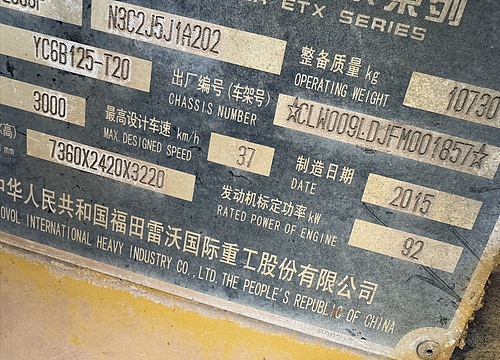 系列
ETX SERIES
N3C2J5J1A202
整备质量 kg
OPERATING WEIGHT
10730
YC6B125-T20
出厂编号(车架号)
CHASSIS NUMBER
☆CLW009LDJFM001857☆
3000
最高设计车速 km/h
MAX. DESIGNED SPEED
37
制造日期
DATE
2015
高)
mm
7360X2420X3220
发动机标定功率 kW
RATED POWER OF ENGINE
92
中华人民共和国福田雷沃国际重工股份有限公司
OVOL INTERNATIONAL HEAVY INDUSTRY CO., LTD. THE PEOPLE'S REPUBLIC OF CHINA